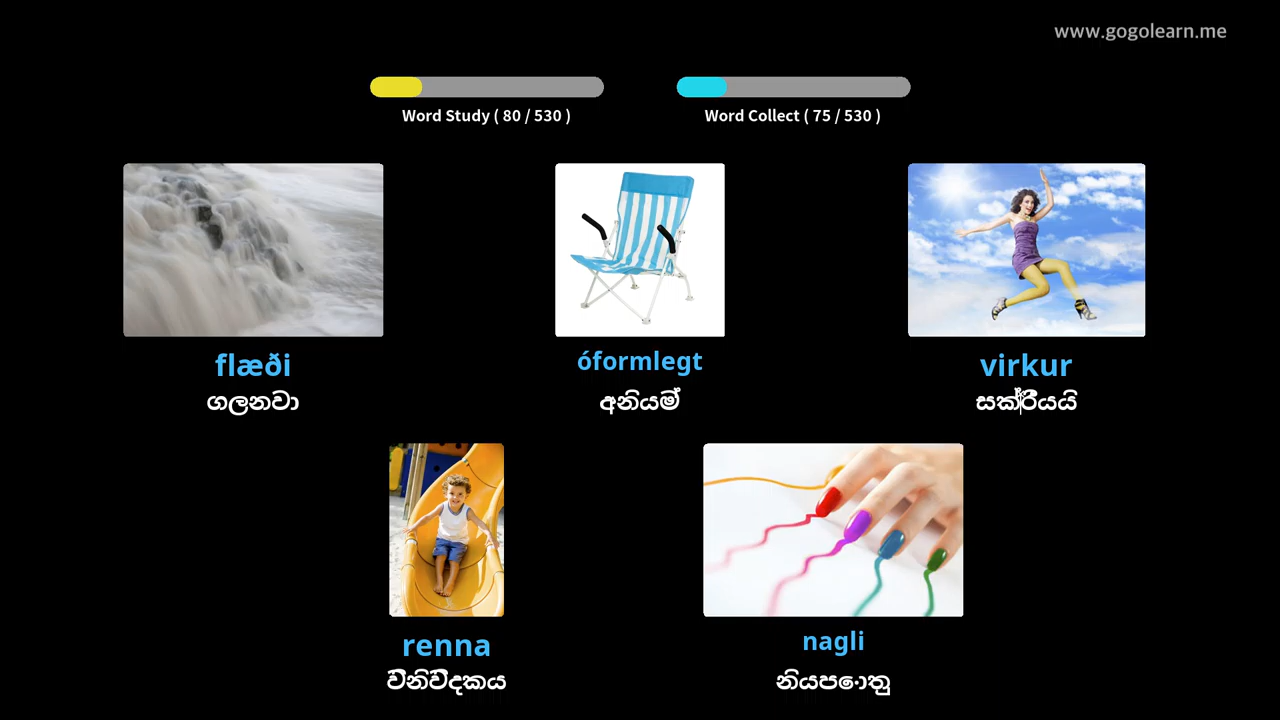 www.gogolearn.me
Word Study ( 80 / 530 )
Word Collect ( 75 / 530 )
flæði
ගලනවා
óformlegt
අනියම්
virkur
සක්‍රීයයි
renna
විනිවිදකය
nagli
නියපොතු